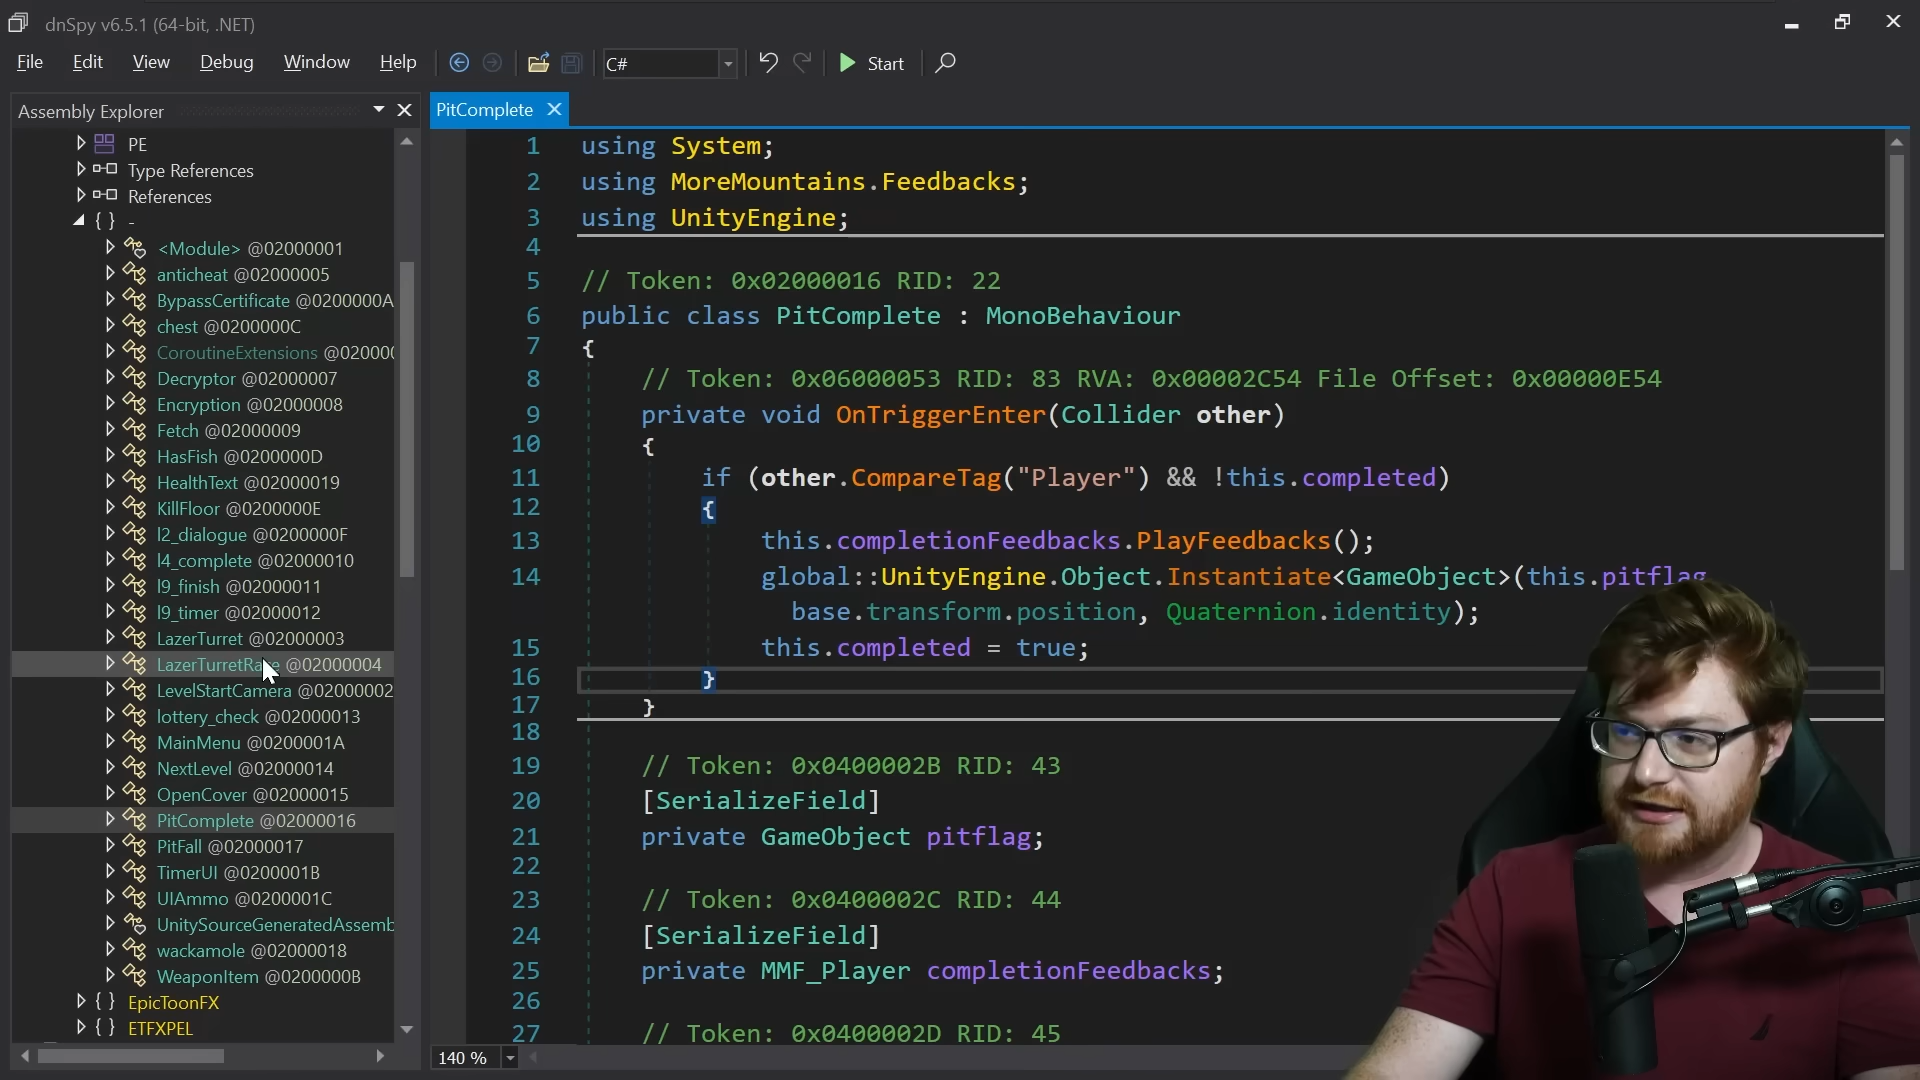 dnSpy v6.5.1 (64-bit, .NET)
File Edit View Debug Window Help C# Start
Assembly Explorer
PE
Type References
References
{ } -
<Module> @02000001
anticheat @02000005
BypassCertificate @0200000A
chest @0200000C
CoroutineExtensions @02000
Decryptor @02000007
Encryption @02000008
Fetch @02000009
HasFish @0200000D
HealthText @02000019
KillFloor @0200000E
l2_dialogue @0200000F
l4_complete @02000010
l9_finish @02000011
l9_timer @02000012
LazerTurret @02000003
@02000004
LevelStartCamera @02000002
lottery_check @02000013
MainMenu @0200001A
NextLevel @02000014
OpenCover @02000015
PitComplete @02000016
PitFall @02000017
TimerUI @0200001B
UIAmmo @0200001C
UnitySourceGeneratedAssemb
wackamole @02000018
WeaponItem @0200000B
{ } EpicToonFX
{ } ETFXPEL
PitComplete
1 using System;
2 using MoreMountains.Feedbacks;
3 using UnityEngine;
4
5 // Token: 0x02000016 RID: 22
6 public class PitComplete : MonoBehaviour
7 {
8 // Token: 0x06000053 RID: 83 RVA: 0x00002C54 File Offset: 0x00000E54
9 private void OnTriggerEnter(Collider other)
10 {
11 if (other.CompareTag("Player") && !this.completed)
12 {
13 this.completionFeedbacks.PlayFeedbacks();
14 global::UnityEngine.Object.Instantiate<GameObject>(this.pitflag
base.transform.position, Quaternion.identity);
15 this.completed = true;
16 }
17 }
18
19 // Token: 0x0400002B RID: 43
20 [SerializeField]
21 private GameObject pitflag;
22
23 // Token: 0x0400002C RID: 44
24 [SerializeField]
25 private MMF_Player completionFeedbacks;
26
27 // Token: 0x0400002D RID: 45
140 %